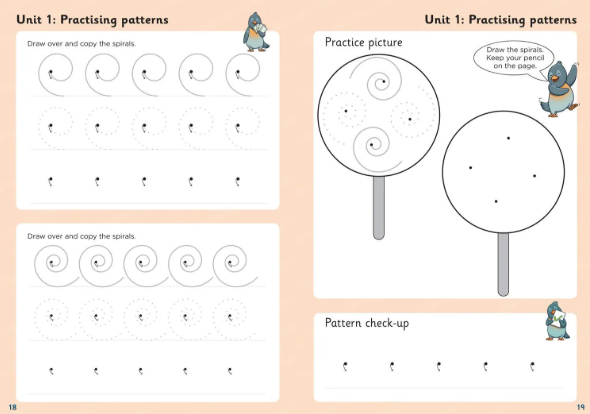 Unit 1: Practising patterns
Draw over and copy the spirals.
Draw over and copy the spirals.
18
Unit 1: Practising patterns
Practice picture
Draw the spirals.
Keep your pencil
on the page.
Pattern check-up
19